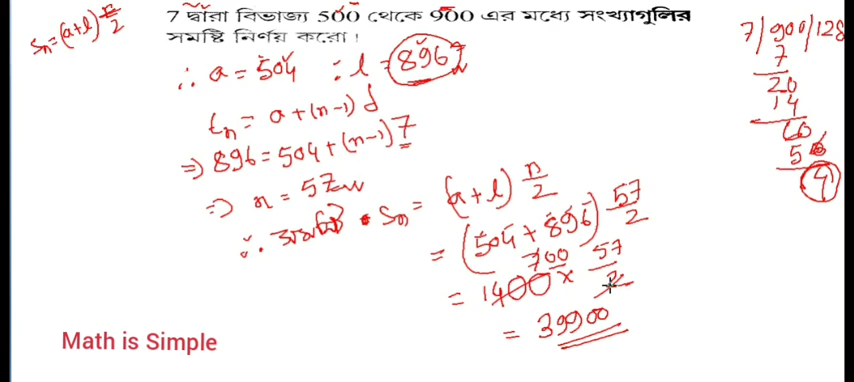 Sn=(a+l)n/2
7 দ্বারা বিভাজ্য 500 থেকে 900 এর মধ্যে সংখ্যাগুলির
সমষ্টি নির্ণয় করো।
∴ a = 504 : l = 896
tn = a+(n-1)d
⇒ 896 = 504+(n-1)7
⇒ n = 57
∴ সমষ্টি Sn = (a+l) n/2
= (504+896) 57/2
700
= 1400 x 57/2
= 39900
7/900/128
7
20
14
60
56
4
Math is Simple